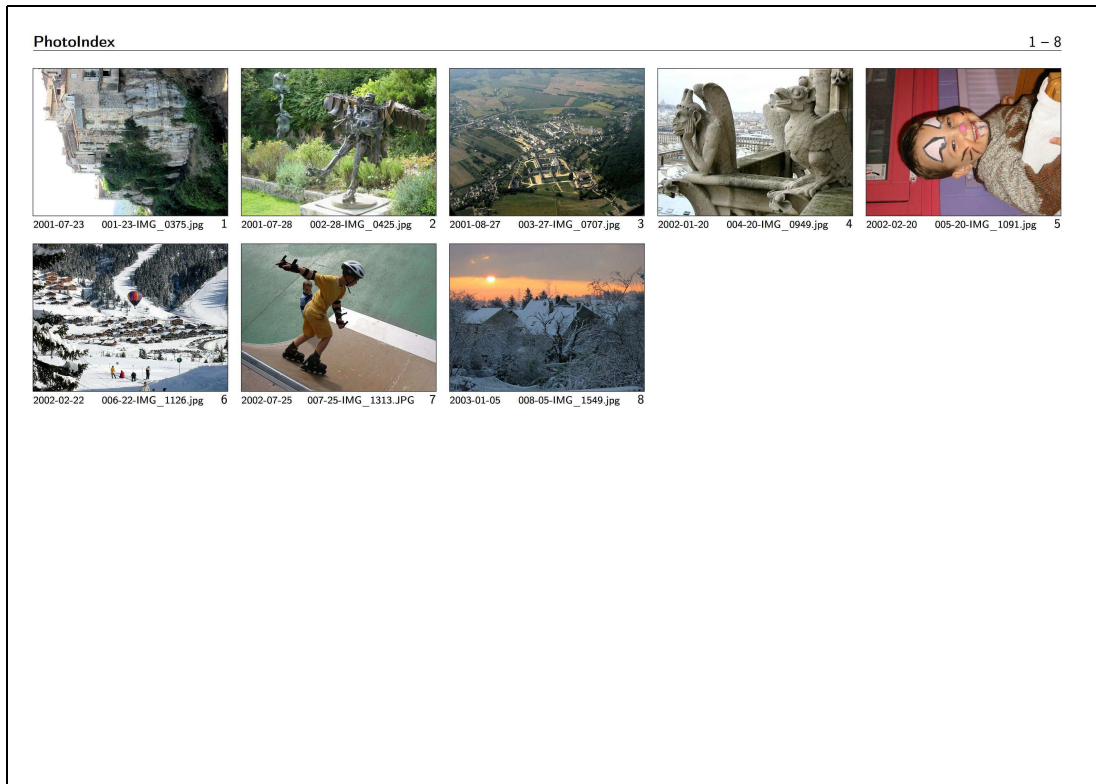 PhotoIndex 1 – 8
2001-07-23 001-23-IMG_0375.jpg 1 2001-07-28 002-28-IMG_0425.jpg 2 2001-08-27 003-27-IMG_0707.jpg 3 2002-01-20 004-20-IMG_0949.jpg 4 2002-02-20 005-20-IMG_1091.jpg 5
2002-02-22 006-22-IMG_1126.jpg 6 2002-07-25 007-25-IMG_1313.JPG 7 2003-01-05 008-05-IMG_1549.jpg 8